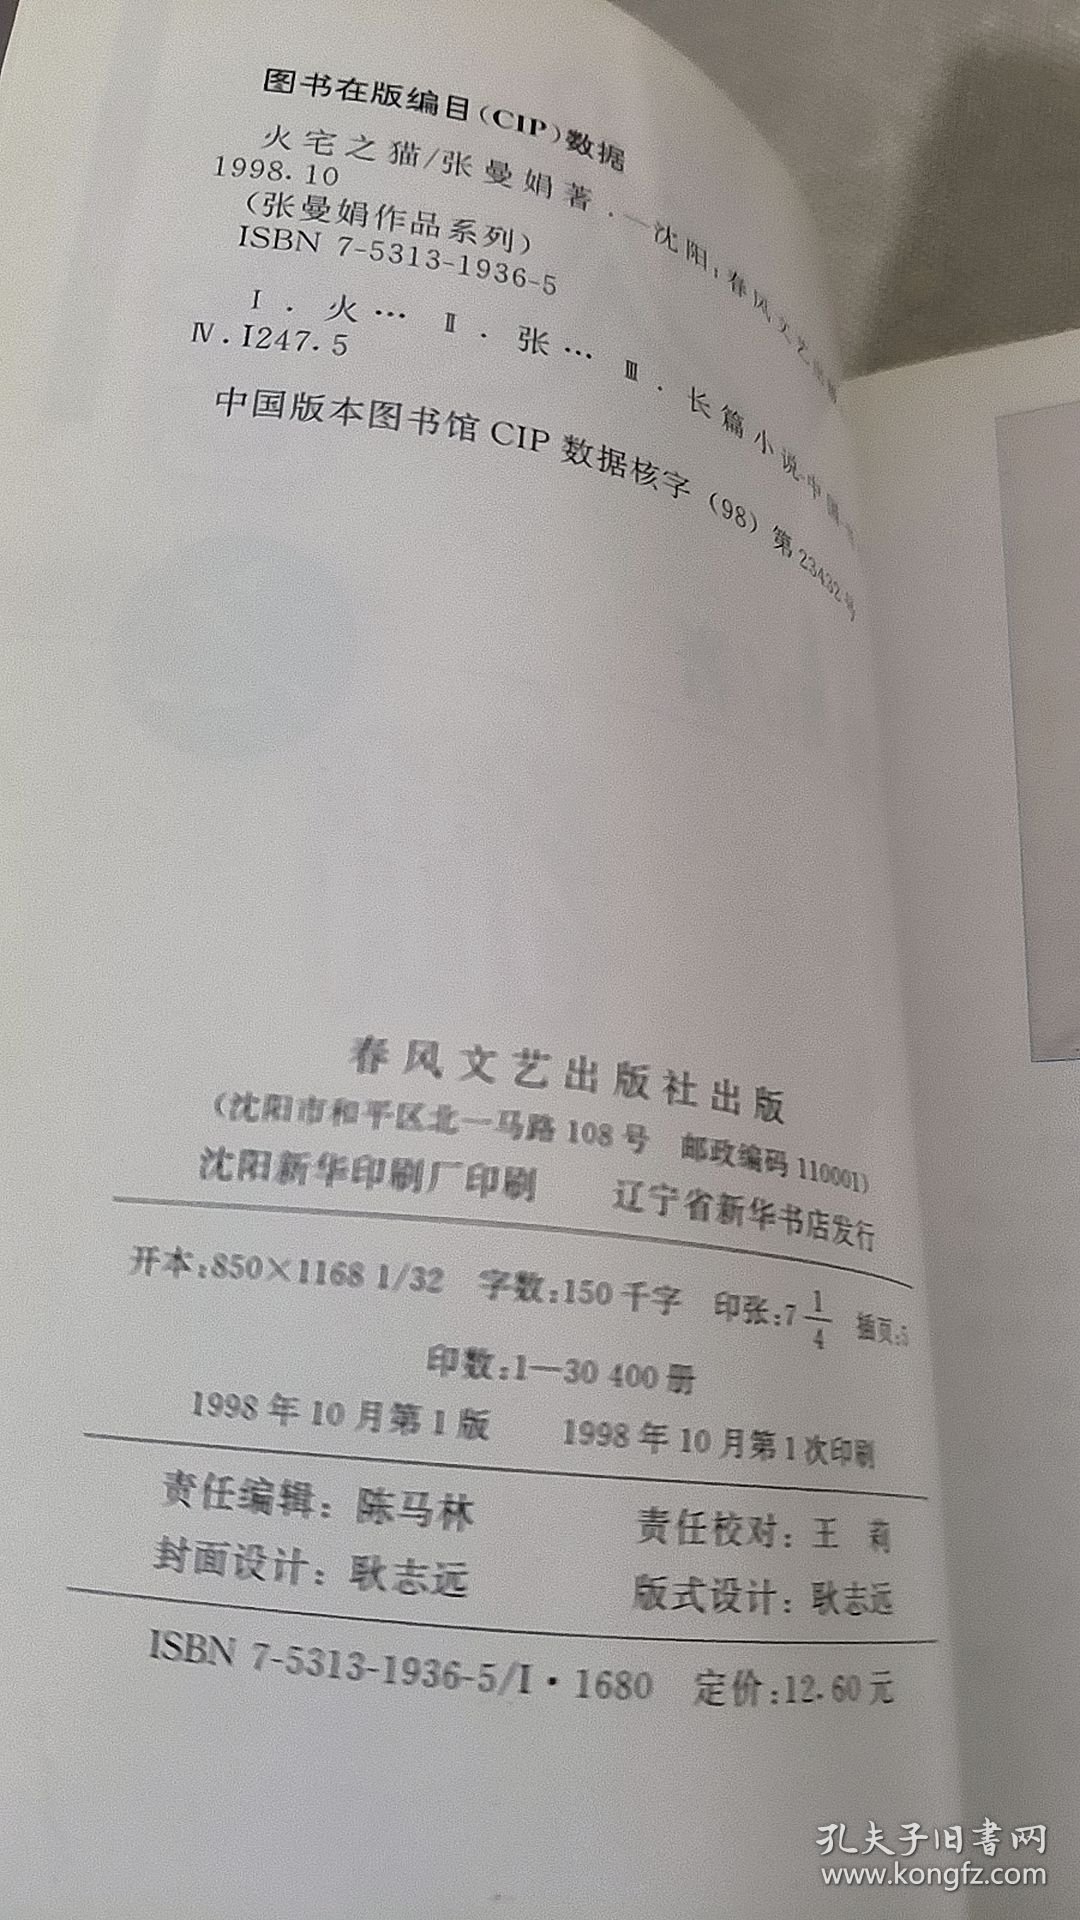 图书在版编目(CIP)数据
火宅之猫/张曼娟著.—沈阳:春风文艺出版
1998.10
(张曼娟作品系列)
ISBN 7-5313-1936-5
Ⅰ.火… Ⅱ.张… Ⅲ.长篇小说-中国-
Ⅳ.I247.5
中国版本图书馆CIP数据核字(98)第23432号
春风文艺出版社出版
(沈阳市和平区北一马路108号 邮政编码110001)
沈阳新华印刷厂印刷 辽宁省新华书店发行
开本:850×1168 1/32 字数:150千字 印张:7 1/4 插页:5
印数:1—30 400册
1998年10月第1版 1998年10月第1次印刷
责任编辑:陈马林 责任校对:王 莉
封面设计:耿志远 版式设计:耿志远
ISBN 7-5313-1936-5/I·1680 定价:12.60元
孔夫子旧書网
www.kongfz.com